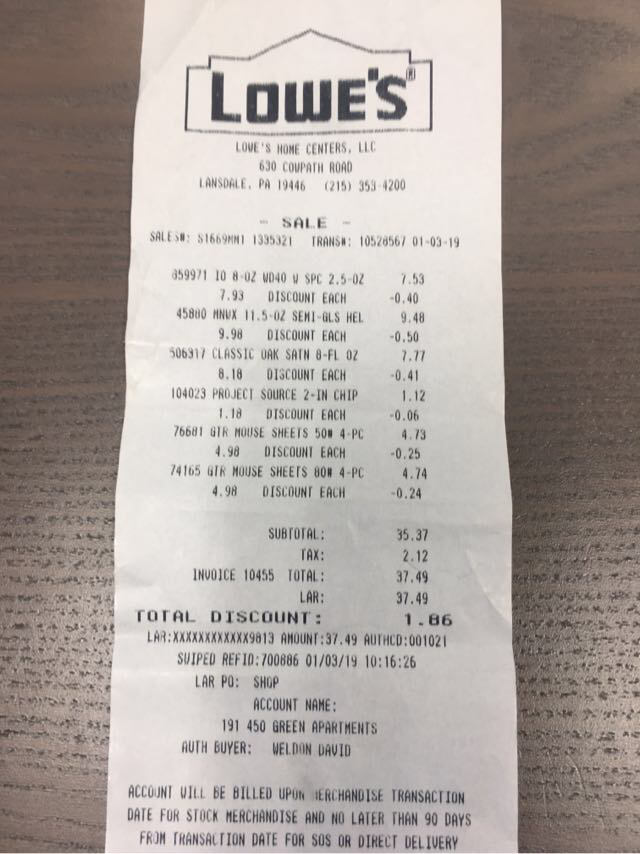 LOWE'S®
LOWE'S HOME CENTERS, LLC
630 COWPATH ROAD
LANSDALE, PA 19446 (215) 353-4200
- SALE -
SALES#: S1669MM1 1335321 TRANS#: 10528567 01-03-19
859971 IO 8-OZ WD40 W SPC 2.5-OZ 7.53
7.93 DISCOUNT EACH -0.40
45880 MNWX 11.5-OZ SEMI-GLS HEL 9.48
9.98 DISCOUNT EACH -0.50
506317 CLASSIC OAK SATN 8-FL OZ 7.77
8.18 DISCOUNT EACH -0.41
104023 PROJECT SOURCE 2-IN CHIP 1.12
1.18 DISCOUNT EACH -0.06
76681 GTR MOUSE SHEETS 50# 4-PC 4.73
4.98 DISCOUNT EACH -0.25
74165 GTR MOUSE SHEETS 80# 4-PC 4.74
4.98 DISCOUNT EACH -0.24
SUBTOTAL: 35.37
TAX: 2.12
INVOICE 10455 TOTAL: 37.49
LAR: 37.49
TOTAL DISCOUNT: 1.86
LAR:XXXXXXXXXXXX9813 AMOUNT:37.49 AUTHCD:001021
SWIPED REFID:700886 01/03/19 10:16:26
LAR PO: SHOP
ACCOUNT NAME:
191 450 GREEN APARTMENTS
AUTH BUYER: WELDON DAVID
ACCOUNT WILL BE BILLED UPON MERCHANDISE TRANSACTION
DATE FOR STOCK MERCHANDISE AND NO LATER THAN 90 DAYS
FROM TRANSACTION DATE FOR SOS OR DIRECT DELIVERY